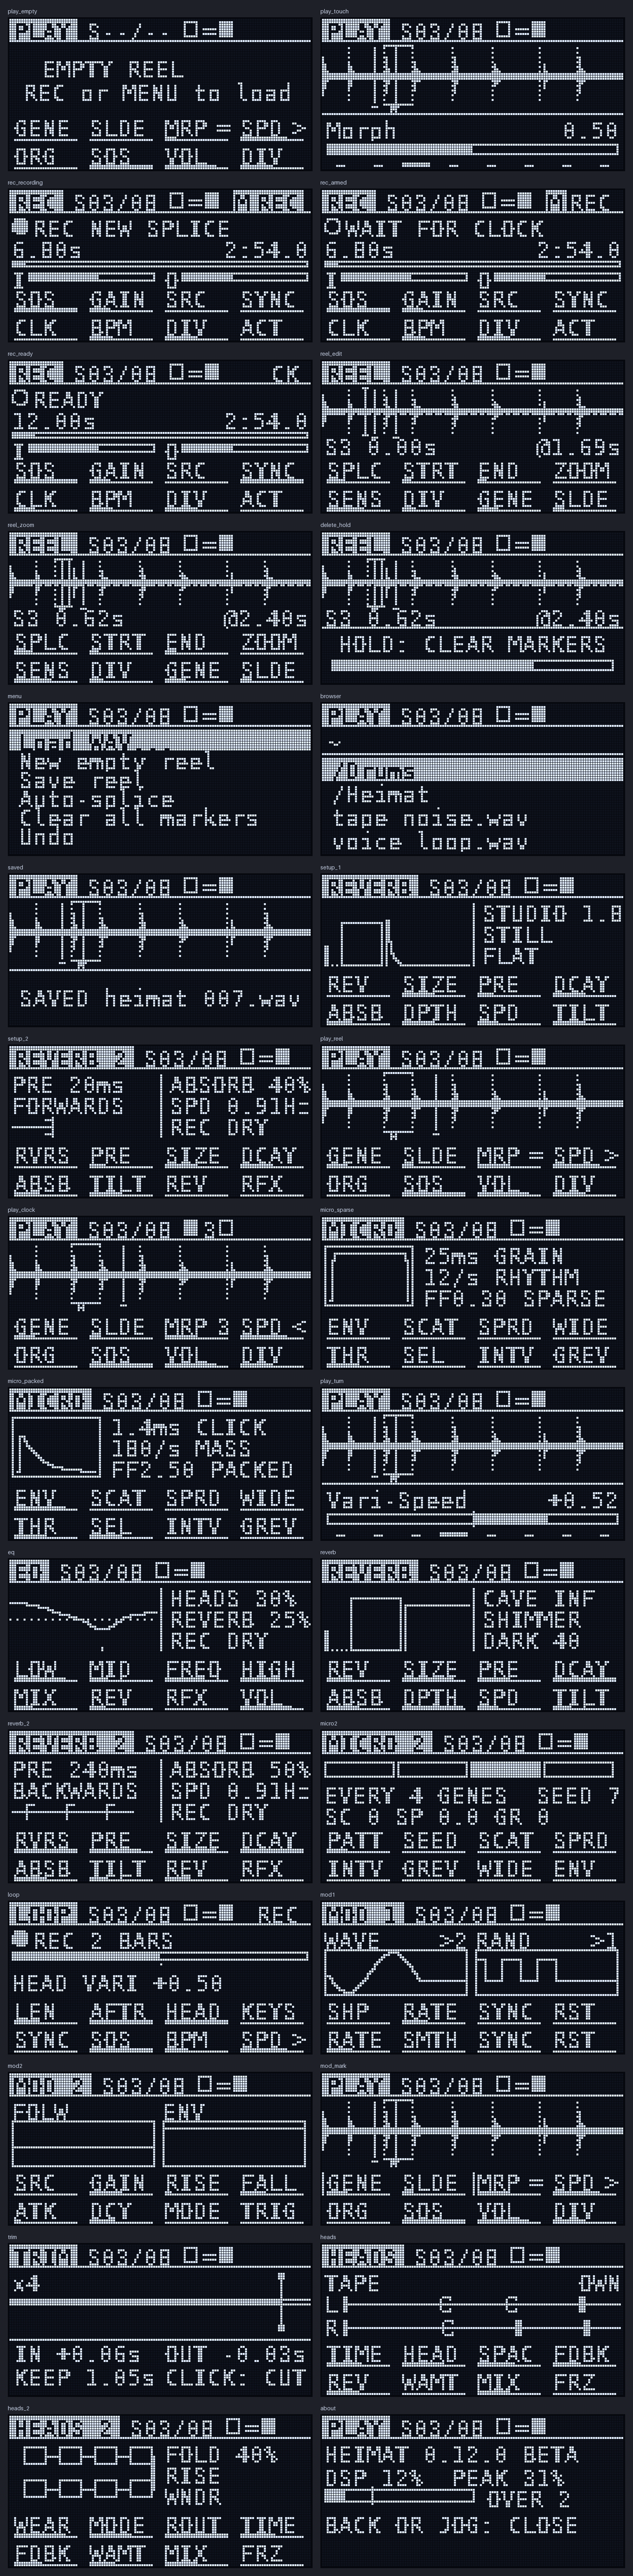 play_empty
PLAY S--/--
EMPTY REEL
REC or MENU to load
GENE SLDE MRP = SPD >
ORG SOS VOL DIV
play_touch
PLAY S03/08
Morph 0.50
rec_recording
REC S03/08 M REC
REC NEW SPLICE
6.80s 2:54.0
I O
SOS GAIN SRC SYNC
CLK BPM DIV ACT
rec_armed
REC S03/08 M REC
WAIT FOR CLOCK
6.80s 2:54.0
I O
SOS GAIN SRC SYNC
CLK BPM DIV ACT
rec_ready
REC S03/08 CK
READY
12.00s 2:54.0
I O
SOS GAIN SRC SYNC
CLK BPM DIV ACT
reel_edit
REEL S03/08
S3 0.00s @1.69s
SPLC STRT END ZOOM
SENS DIV GENE SLDE
reel_zoom
REEL S03/08
S3 0.62s @2.48s
SPLC STRT END ZOOM
SENS DIV GENE SLDE
delete_hold
REEL S03/08
S3 0.62s @2.48s
HOLD: CLEAR MARKERS
menu
PLAY S03/08
Load WAV
New empty reel
Save reel
Auto-splice
Clear all markers
Undo
browser
PLAY S03/08
~
/Drums
/Heimat
tape noise.wav
voice loop.wav
saved
PLAY S03/08
SAVED heimat 007.wav
setup_1
REVERB S03/08
STUDIO 1.8
STILL
FLAT
REV SIZE PRE DCAY
ABSB DPTH SPD TILT
setup_2
REVERB 2 S03/08
PRE 20ms ABSORB 40%
FORWARDS SPD 0.91Hz
REC DRY
RVRS PRE SIZE DCAY
ABSB TILT REV RFX
play_reel
PLAY S03/08
GENE SLDE MRP = SPD >
ORG SOS VOL DIV
play_clock
PLAY S03/08 3
GENE SLDE MRP 3 SPD <
ORG SOS VOL DIV
micro_sparse
MICRO S03/08
25ms GRAIN
12/s RHYTHM
FF0.30 SPARSE
ENV SCAT SPRD WIDE
THR SEL INTV GREV
micro_packed
MICRO S03/08
1.4ms CLICK
180/s MASS
FF2.50 PACKED
ENV SCAT SPRD WIDE
THR SEL INTV GREV
play_turn
PLAY S03/08
Vari-Speed +0.52
eq
EQ S03/08
HEADS 30%
REVERB 25%
REC DRY
LOW MID FREQ HIGH
MIX REV RFX VOL
reverb
REVERB S03/08
CAVE INF
SHIMMER
DARK 40
REV SIZE PRE DCAY
ABSB DPTH SPD TILT
reverb_2
REVERB 2 S03/08
PRE 240ms ABSORB 50%
BACKWARDS SPD 0.91Hz
REC DRY
RVRS PRE SIZE DCAY
ABSB TILT REV RFX
micro2
MICRO 2 S03/08
EVERY 4 GENES SEED 7
SC 0 SP 0.0 GR 0
PATT SEED SCAT SPRD
INTV GREV WIDE ENV
loop
LOOP S03/08 REC
REC 2 BARS
HEAD VARI +0.50
LEN AFTR HEAD KEYS
SYNC SOS BPM SPD >
mod1
MOD 1 S03/08
WAVE >2 RAND >1
SHP RATE SYNC RST
RATE SMTH SYNC RST
mod2
MOD 2 S03/08
FOLW ENV
SRC GAIN RISE FALL
ATK DCY MODE TRIG
mod_mark
PLAY S03/08
GENE SLDE MRP = SPD >
ORG SOS VOL DIV
trim
TRIM S03/08
x4
IN +0.06s OUT -0.03s
KEEP 1.05s CLICK: CUT
heads
HEADS S03/08
TAPE OWN
L
R
TIME HEAD SPAC FDBK
REV WAMT MIX FRZ
heads_2
HEADS 2 S03/08
FOLD 40%
RISE
WNDR
WEAR MODE ROUT TIME
FDBK WAMT MIX FRZ
about
PLAY S03/08
HEIMAT 0.12.0 BETA
DSP 12% PEAK 31%
OVER 2
BACK OR JOG: CLOSE